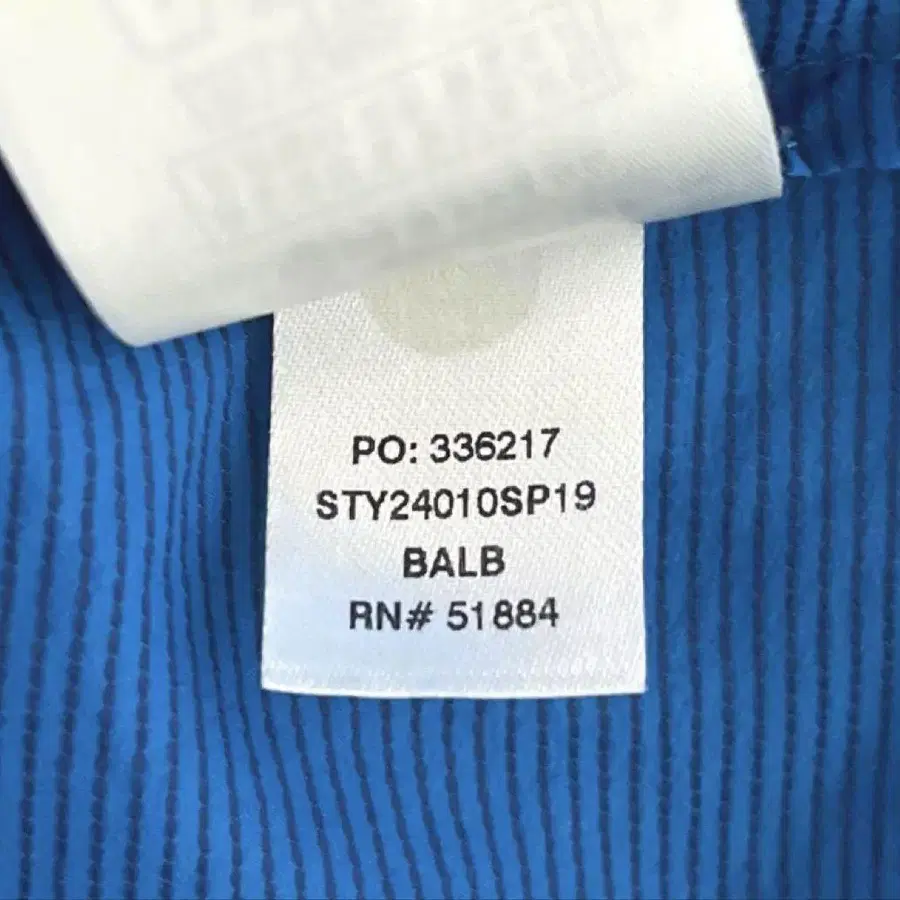 PO: 336217
STY24010SP19
BALB
RN# 51884